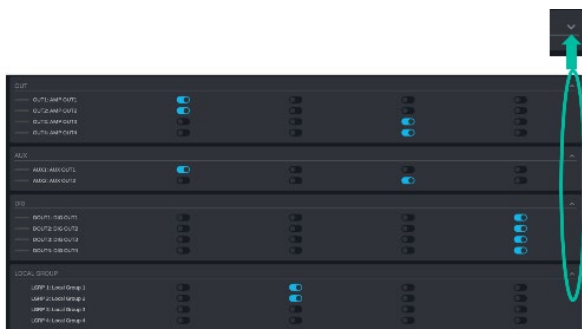 OUT
OUT1: AMP OUT1
OUT2: AMP OUT2
OUT3: AMP OUT3
OUT4: AMP OUT4
AUX
AUX1: AUX OUT1
AUX2: AUX OUT2
DIG
DOUT1: DIG OUT1
DOUT2: DIG OUT2
DOUT3: DIG OUT3
DOUT4: DIG OUT4
LOCAL GROUP
LGRP 1: Local Group 1
LGRP 2: Local Group 2
LGRP 3: Local Group 3
LGRP 4: Local Group 4